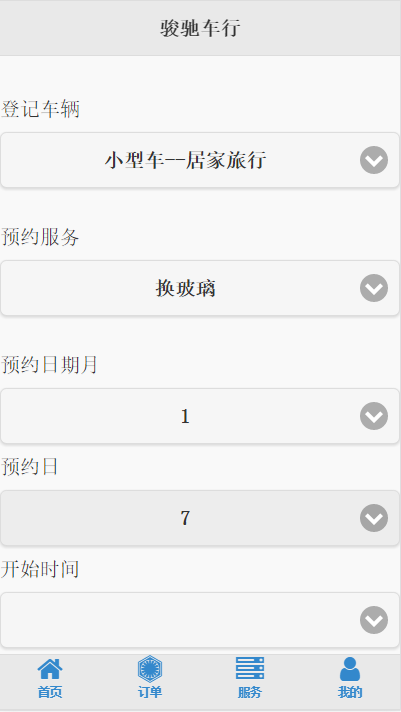 骏驰车行
登记车辆
小型车--居家旅行
预约服务
换玻璃
预约日期月
1
预约日
7
开始时间
首页 订单 服务 我的